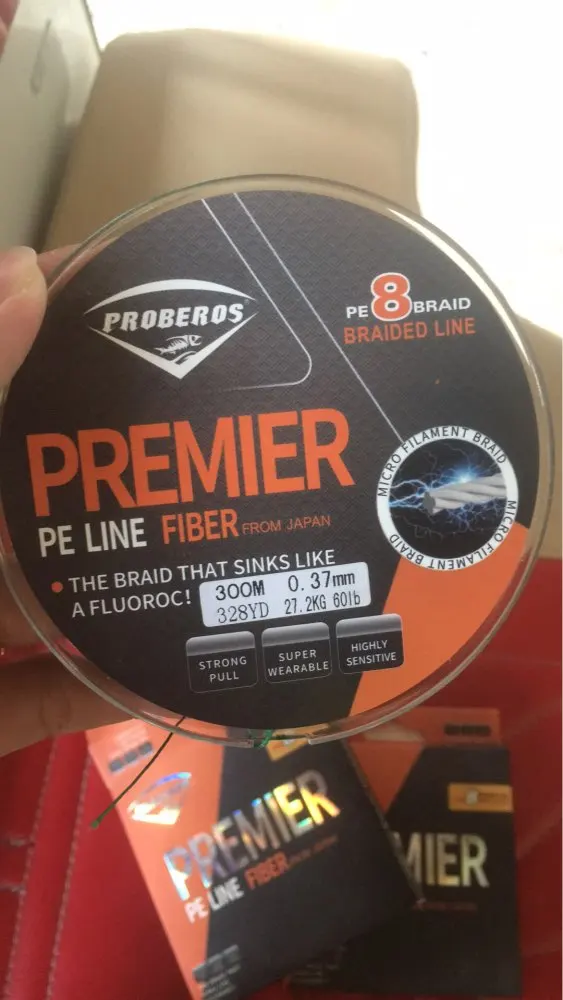 PROBEROS
PE 8 BRAID
BRAIDED LINE
PREMIER
PE LINE FIBER FROM JAPAN
MICRO FILAMENT BRAID
MICRO FILAMENT BRAID
THE BRAID THAT SINKS LIKE
A FLUOROC!
300M 0.37mm
328YD 27.2KG 60lb
STRONG
PULL
SUPER
WEARABLE
HIGHLY
SENSITIVE
PREMIER
PE LINE FIBER
MIER